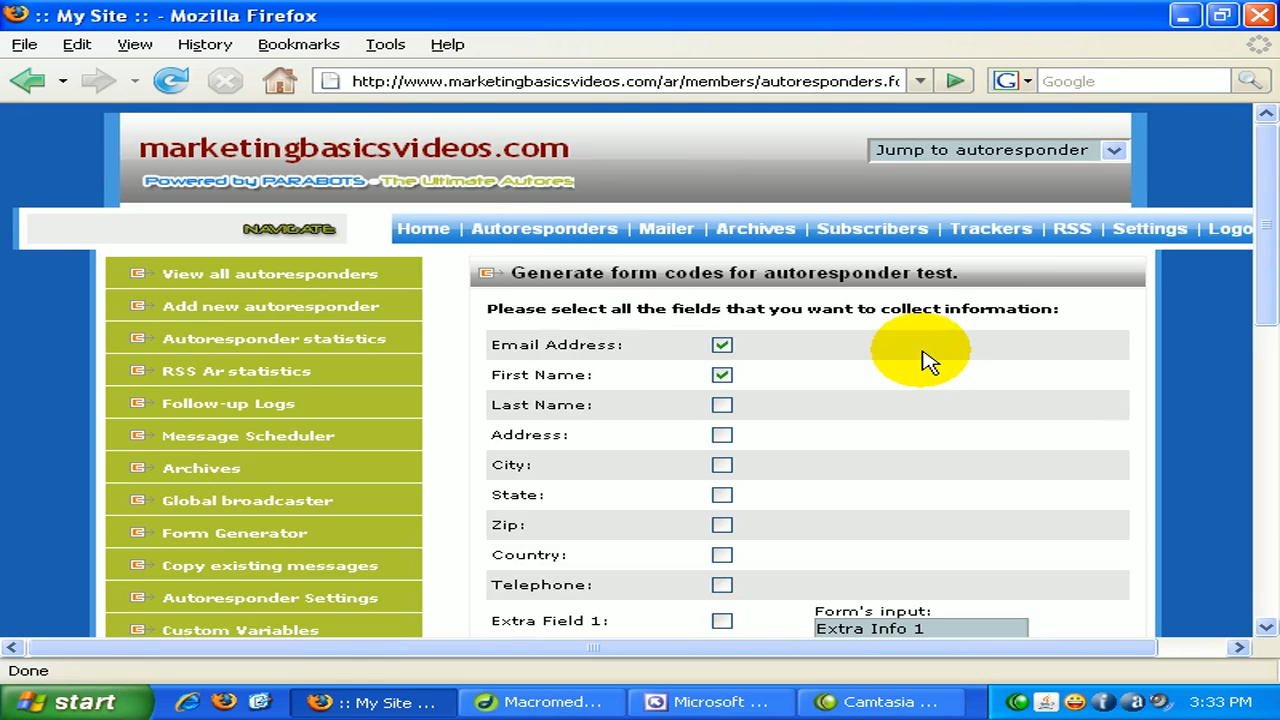 :: My Site :: - Mozilla Firefox
File Edit View History Bookmarks Tools Help
http://www.marketingbasicsvideos.com/ar/members/autoresponders.fo
G Google
marketingbasicsvideos.com
Jump to autoresponder
Powered by PARABOTS - The Ultimate Autores
NAVIGATE
Home | Autoresponders | Mailer | Archives | Subscribers | Trackers | RSS | Settings | Logo
View all autoresponders
Add new autoresponder
Autoresponder statistics
RSS Ar statistics
Follow-up Logs
Message Scheduler
Archives
Global broadcaster
Form Generator
Copy existing messages
Autoresponder Settings
Custom Variables
Generate form codes for autoresponder test.
Please select all the fields that you want to collect information:
Email Address:
First Name:
Last Name:
Address:
City:
State:
Zip:
Country:
Telephone:
Extra Field 1:
Form's input:
Extra Info 1
Done
start
:: My Site ...
Macromed...
Microsoft ...
Camtasia ...
3:33 PM